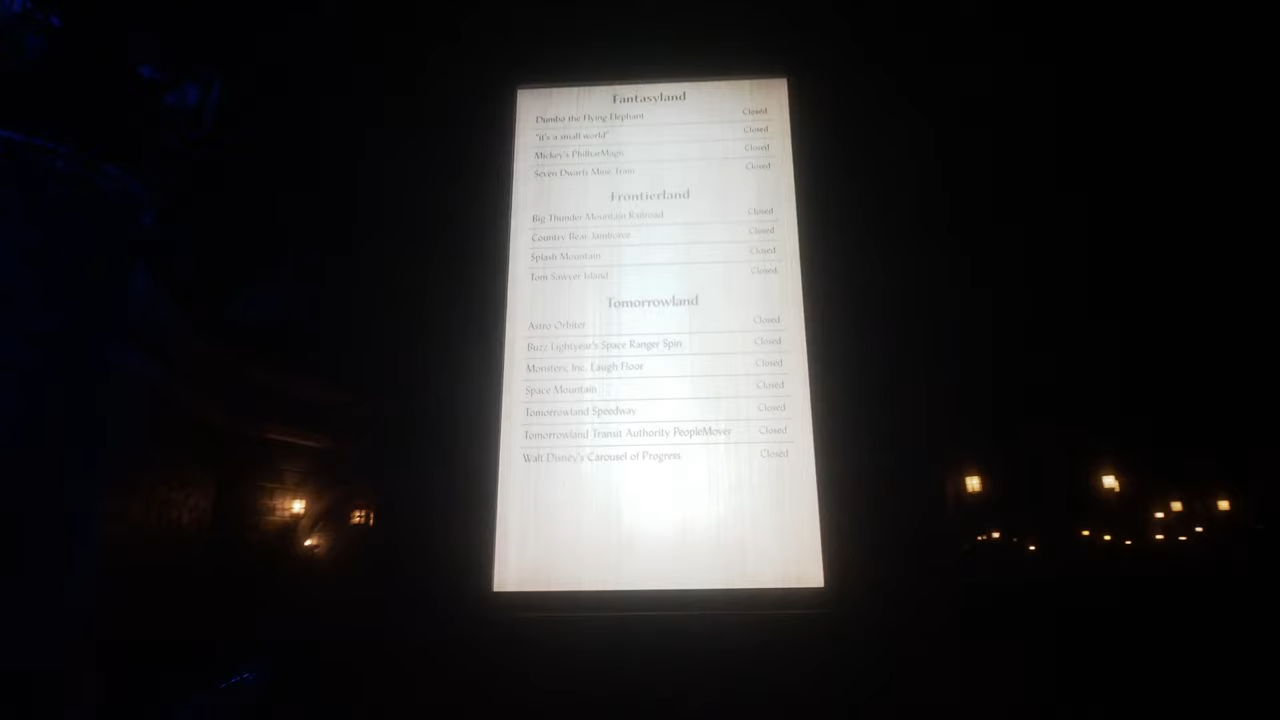 Fantasyland
Dumbo the Flying Elephant Closed
"it's a small world" Closed
Mickey's PhilharMagic Closed
Seven Dwarfs Mine Train Closed
Frontierland
Big Thunder Mountain Railroad Closed
Country Bear Jamboree Closed
Splash Mountain Closed
Tom Sawyer Island Closed
Tomorrowland
Astro Orbiter Closed
Buzz Lightyear's Space Ranger Spin Closed
Monsters, Inc. Laugh Floor Closed
Space Mountain Closed
Tomorrowland Speedway Closed
Tomorrowland Transit Authority PeopleMover Closed
Walt Disney's Carousel of Progress Closed